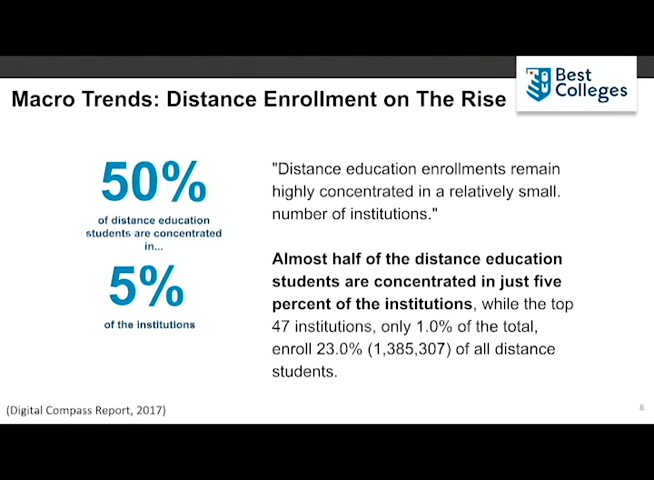 Best
Colleges
Macro Trends: Distance Enrollment on The Rise
50%
of distance education
students are concentrated
in...
5%
of the institutions
"Distance education enrollments remain
highly concentrated in a relatively small.
number of institutions."
Almost half of the distance education
students are concentrated in just five
percent of the institutions, while the top
47 institutions, only 1.0% of the total,
enroll 23.0% (1,385,307) of all distance
students.
(Digital Compass Report, 2017)
8